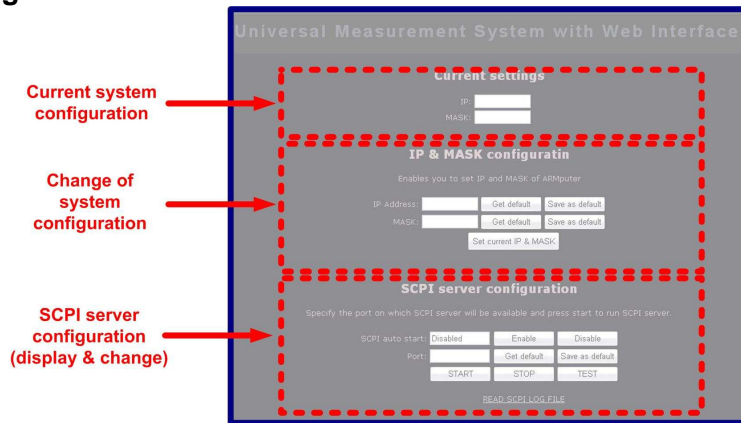 g
Universal Measurement System with Web Interface
Current system
configuration
Current settings
IP:
MASK:
Change of
system
configuration
IP & MASK configuratin
Enables you to set IP and MASK of ARMputer
IP Address: Get default Save as default
MASK: Get default Save as default
Set current IP & MASK
SCPI server
configuration
(display & change)
SCPI server configuration
Specify the port on which SCPI server will be available and press start to run SCPI server.
SCPI auto start: Disabled Enable Disable
Port: Get default Save as default
START STOP TEST
READ SCPI LOG FILE